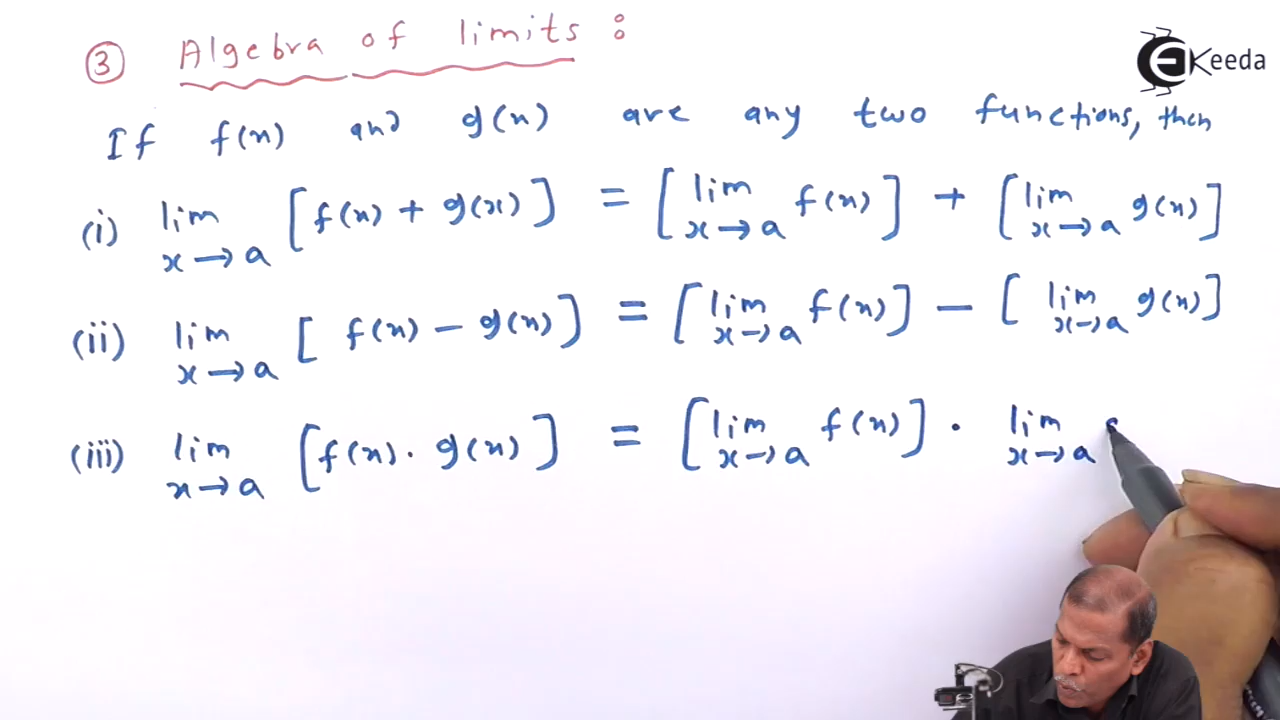 ③ Algebra of limits :
EKeeda
If f(x) and g(x) are any two functions, then
(i) lim x→a [f(x) + g(x)] = [lim x→a f(x)] + [lim x→a g(x)]
(ii) lim x→a [f(x) − g(x)] = [lim x→a f(x)] − [lim x→a g(x)]
(iii) lim x→a [f(x) · g(x)] = [lim x→a f(x)] · lim x→a